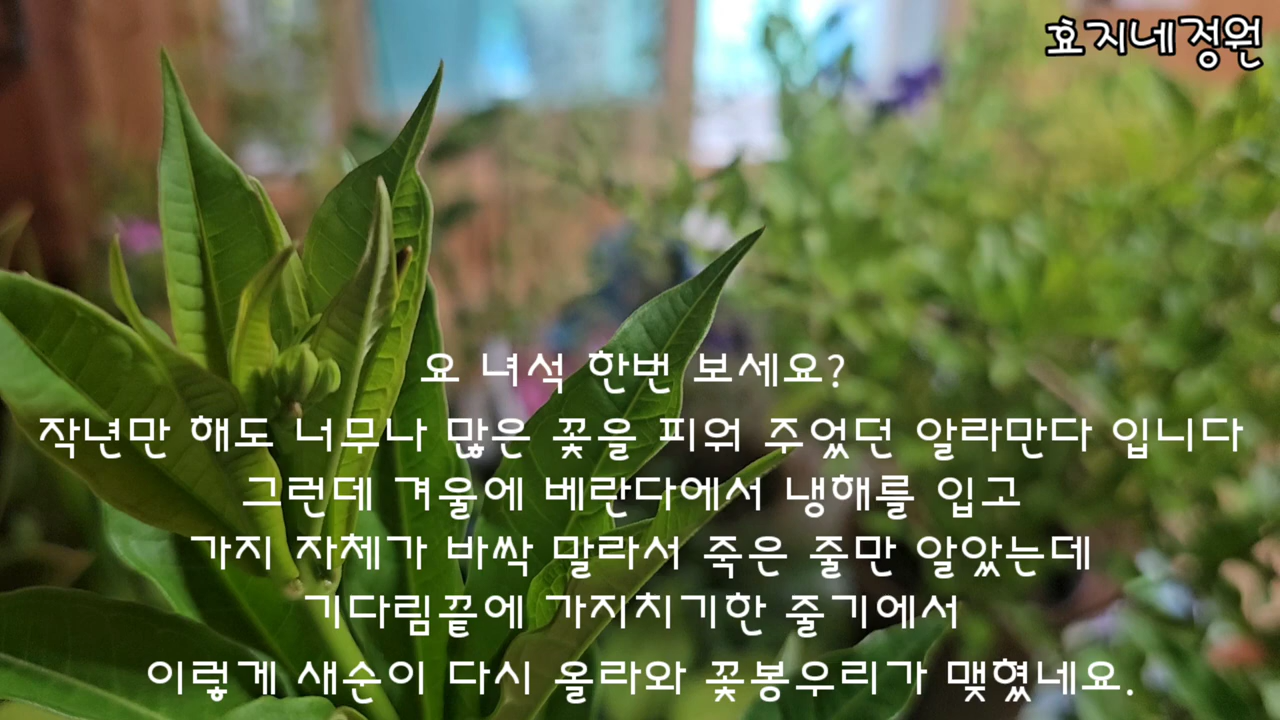 효지네정원
요 녀석 한번 보세요?
작년만 해도 너무나 많은 꽃을 피워 주었던 알라만다 입니다
그런데 겨울에 베란다에서 냉해를 입고
가지 자체가 바싹 말라서 죽은 줄만 알았는데
기다림끝에 가지치기한 줄기에서
이렇게 새순이 다시 올라와 꽃봉우리가 맺혔네요.